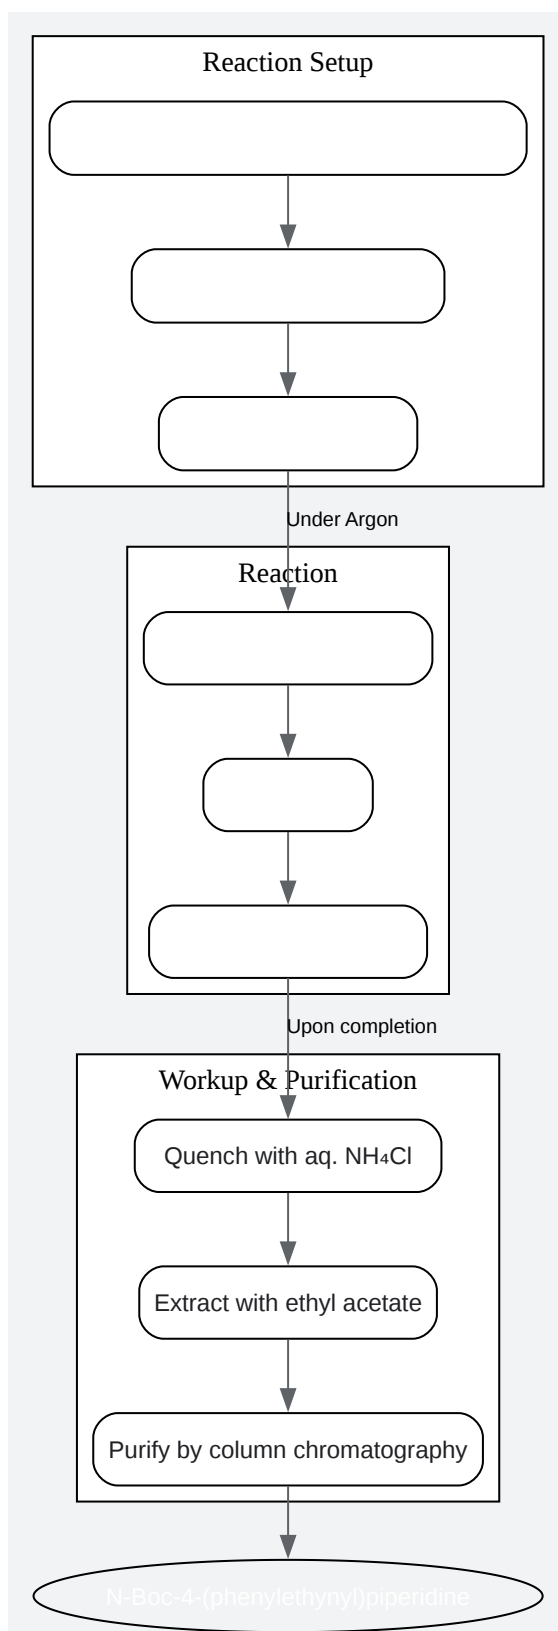 Reaction Setup
Under Argon
Reaction
Upon completion
Workup & Purification
Quench with aq. NH₄Cl
Extract with ethyl acetate
Purify by column chromatography
N-Boc-4-(phenylethynyl)piperidine